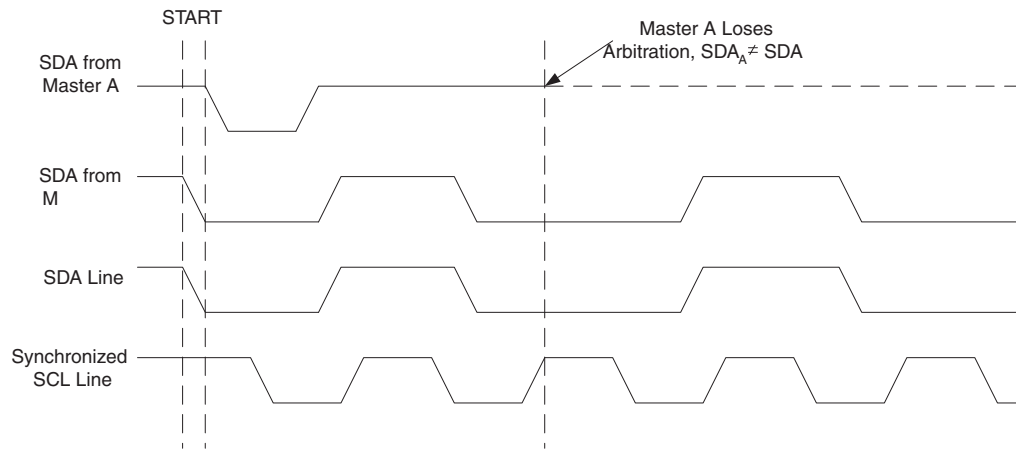 START
Master A Loses
Arbitration, SDA_A ≠ SDA
SDA from
Master A
SDA from
M
SDA Line
Synchronized
SCL Line